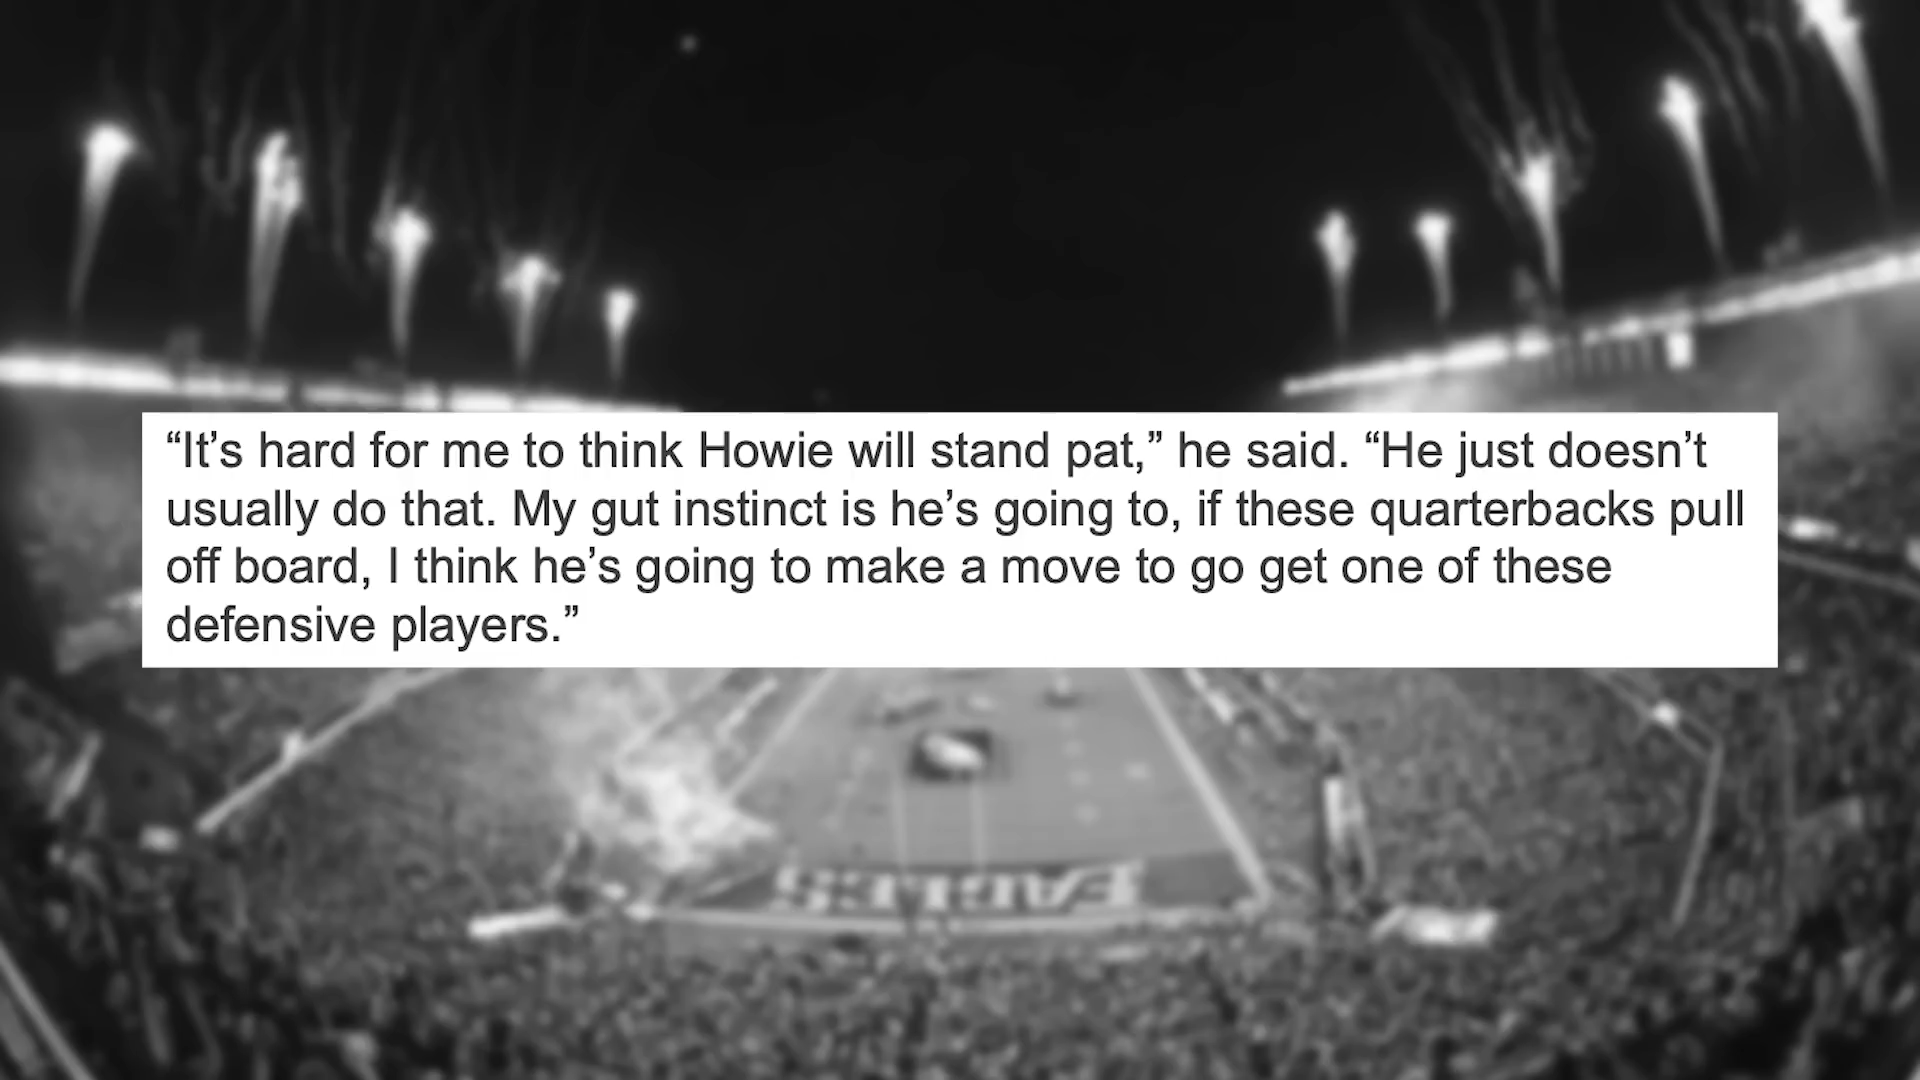 “It’s hard for me to think Howie will stand pat,” he said. “He just doesn’t
usually do that. My gut instinct is he’s going to, if these quarterbacks pull
off board, I think he’s going to make a move to go get one of these
defensive players.”
EAGLES